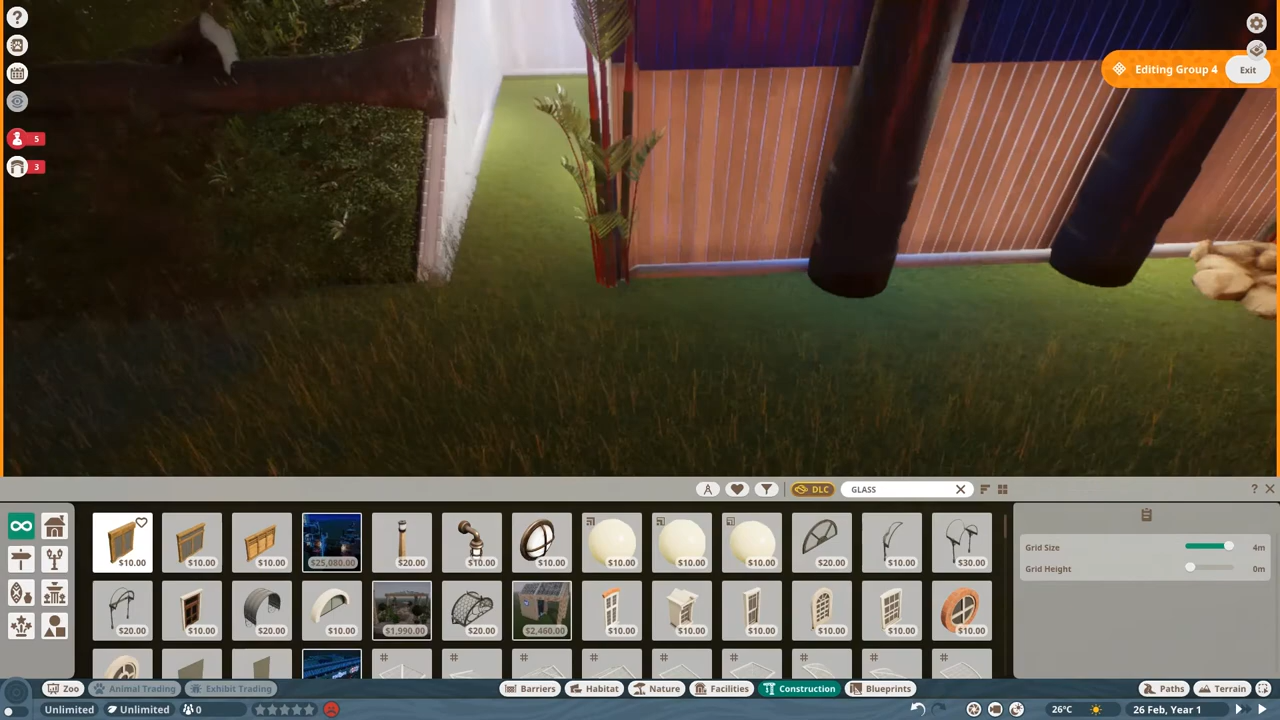 ?
Editing Group 4
Exit
5
3
DLC
GLASS
?
$10.00
$10.00
$10.00
$25,080.00
$20.00
$10.00
$10.00
$10.00
$10.00
$10.00
$20.00
$10.00
$30.00
Grid Size
4m
Grid Height
0m
$20.00
$10.00
$20.00
$10.00
$1,990.00
$20.00
$2,460.00
$10.00
$10.00
$10.00
$10.00
$10.00
$10.00
Zoo
Animal Trading
Exhibit Trading
Barriers
Habitat
Nature
Facilities
Construction
Blueprints
Paths
Terrain
Unlimited
Unlimited
0
26°C
26 Feb, Year 1